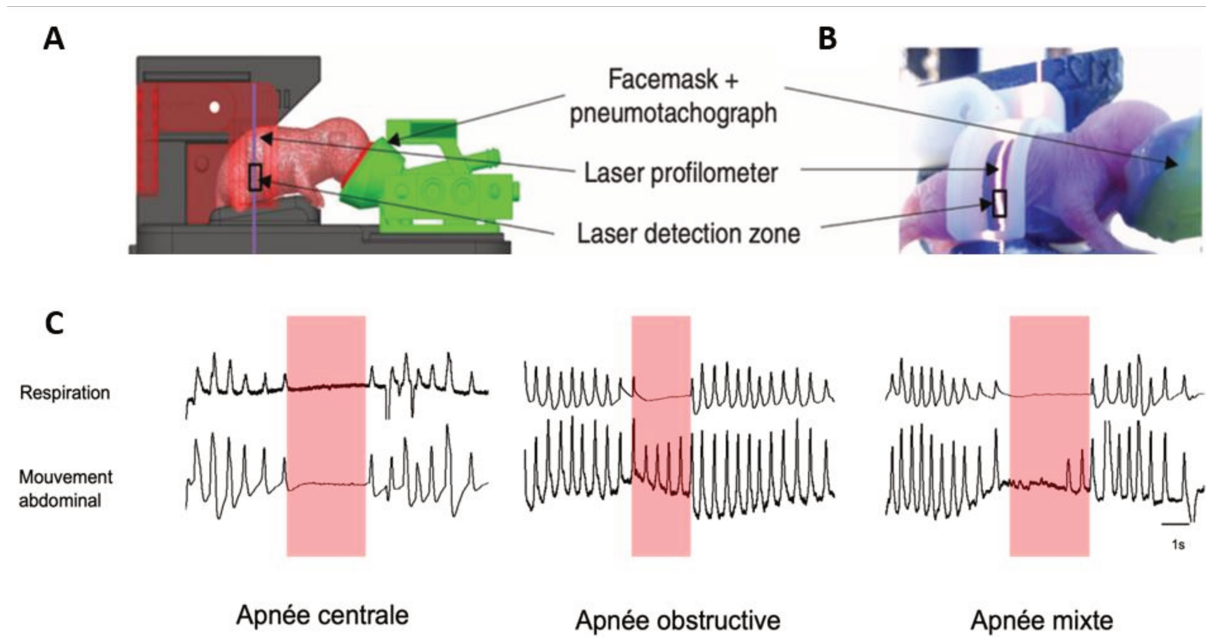 A
B
Facemask +
pneumotachograph
Laser profilometer
Laser detection zone
C
Respiration
Mouvement
abdominal
1s
Apnée centrale
Apnée obstructive
Apnée mixte